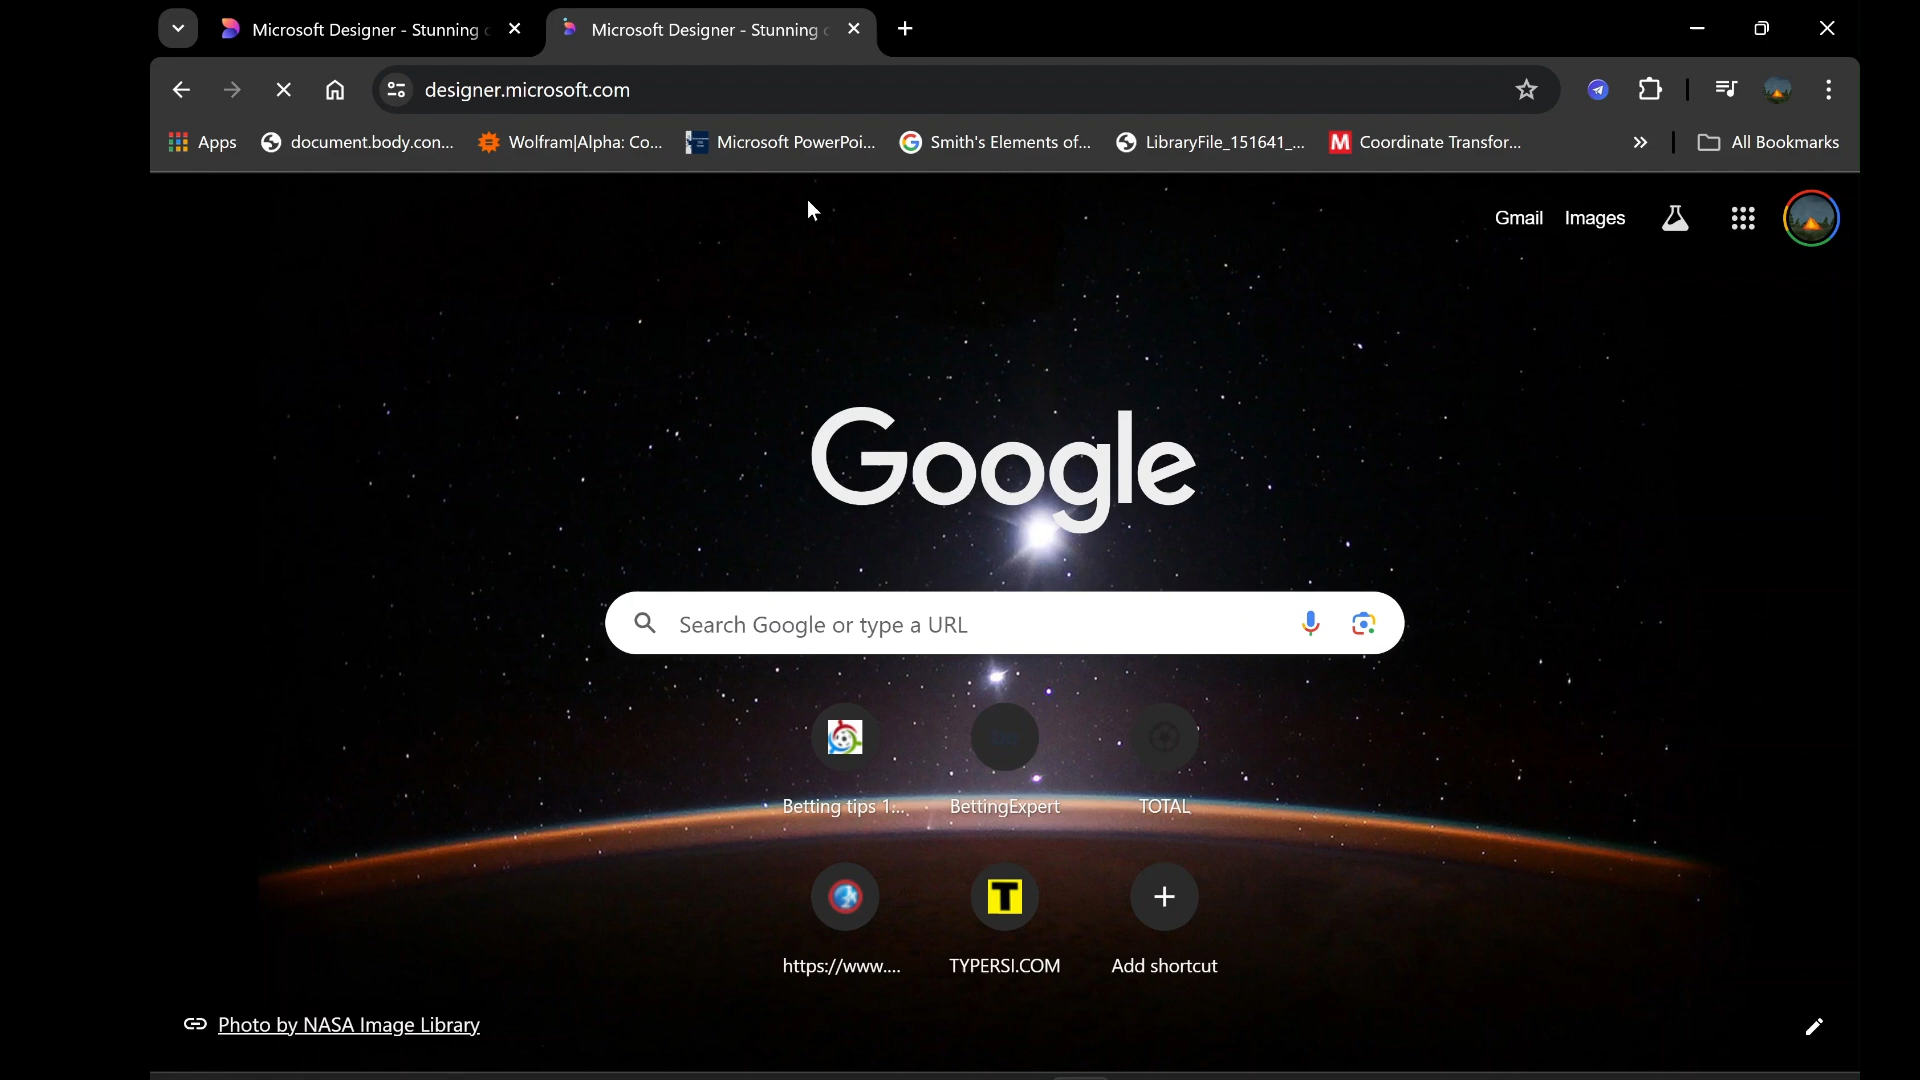 Microsoft Designer - Stunning
Microsoft Designer - Stunning
designer.microsoft.com
Apps
document.body.con...
Wolfram|Alpha: Co...
Microsoft PowerPoi...
Smith's Elements of...
LibraryFile_151641_...
M Coordinate Transfor...
All Bookmarks
Gmail
Images
Google
Search Google or type a URL
Betting tips 1...
BettingExpert
TOTAL
T
https://www....
TYPERSI.COM
Add shortcut
Photo by NASA Image Library